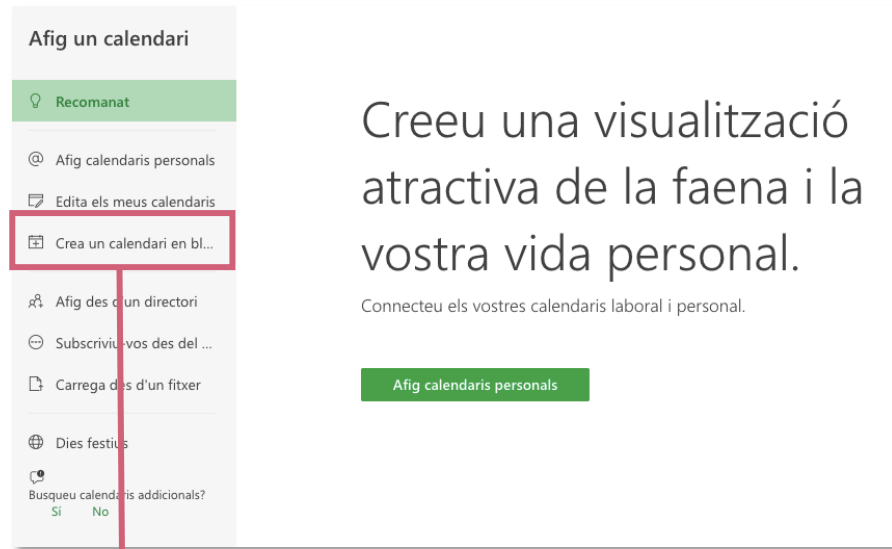 Afig un calendari
Recomanat
Afig calendaris personals
Edita els meus calendaris
Crea un calendari en bl...
Afig des d'un directori
Subscriviu-vos des del ...
Carrega des d'un fitxer
Dies festius
Busqueu calendaris addicionals?
Sí No
Creeu una visualització
atractiva de la faena i la
vostra vida personal.
Connecteu els vostres calendaris laboral i personal.
Afig calendaris personals